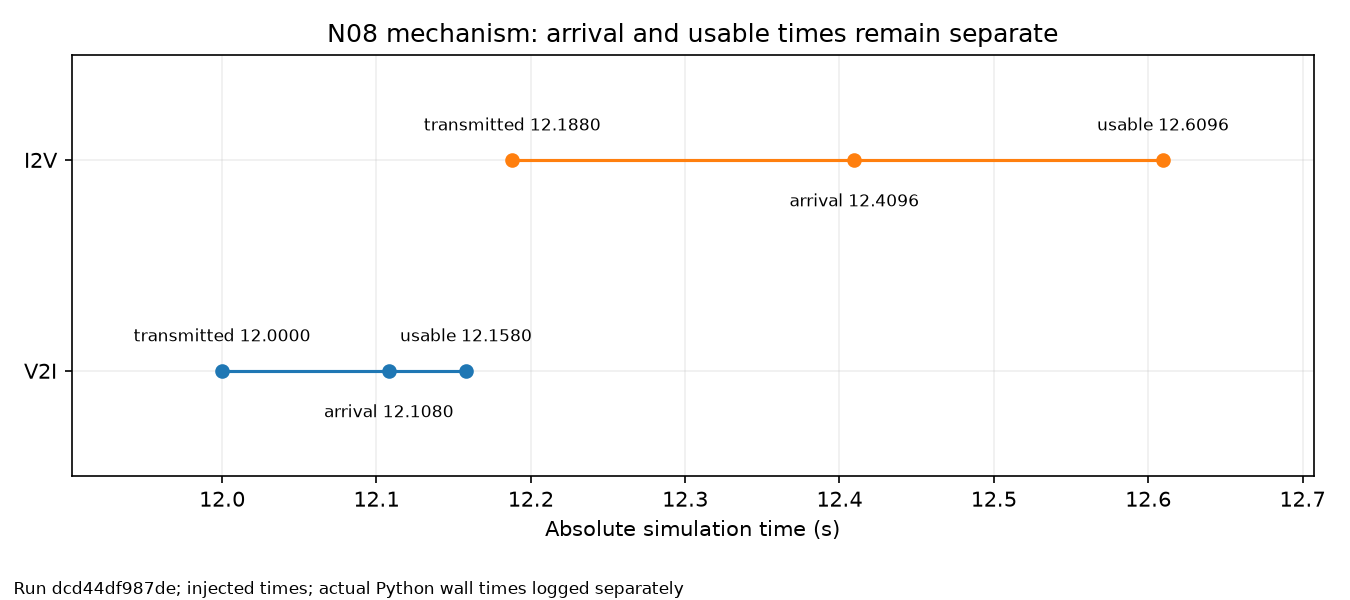 N08 mechanism: arrival and usable times remain separate
transmitted 12.1880
usable 12.6096
I2V
arrival 12.4096
transmitted 12.0000
usable 12.1580
V2I
arrival 12.1080
12.0
12.1
12.2
12.3
12.4
12.5
12.6
12.7
Absolute simulation time (s)
Run dcd44df987de; injected times; actual Python wall times logged separately